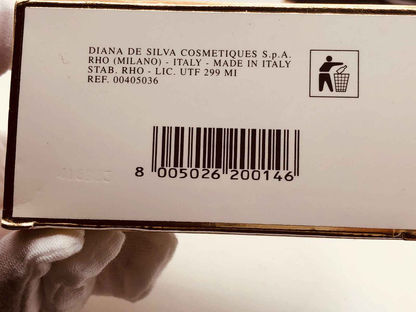 DIANA DE SILVA COSMETIQUES S.p.A.
RHO (MILANO) - ITALY - MADE IN ITALY
STAB. RHO - LIC. UTF 299 MI
REF. 00405036
8 005026 200146